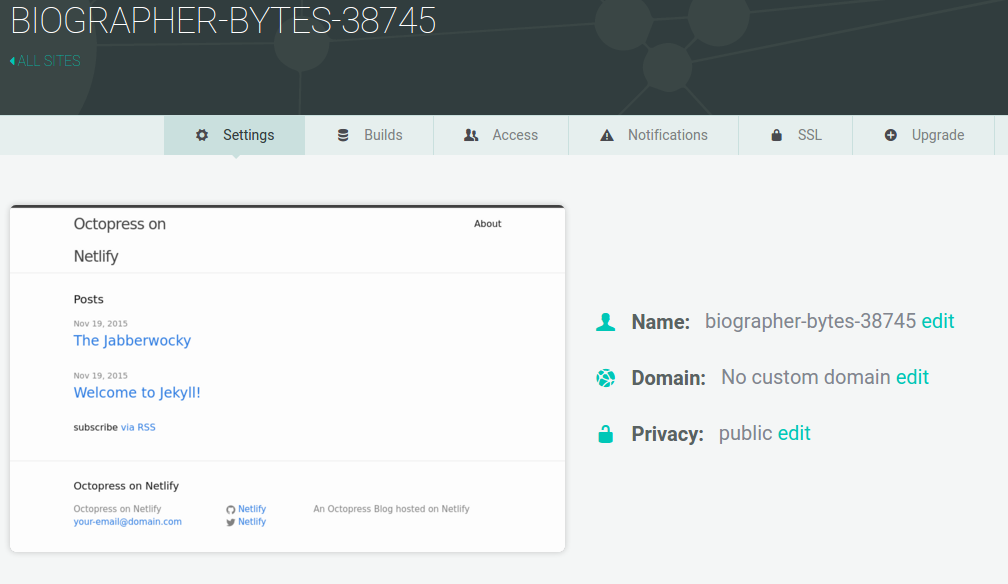 BIOGRAPHER-BYTES-38745
ALL SITES
Settings Builds Access Notifications SSL Upgrade
Octopress on
Netlify
About
Posts
Nov 19, 2015
The Jabberwocky
Nov 19, 2015
Welcome to Jekyll!
subscribe via RSS
Octopress on Netlify
Octopress on Netlify
your-email@domain.com
Netlify
Netlify
An Octopress Blog hosted on Netlify
Name: biographer-bytes-38745 edit
Domain: No custom domain edit
Privacy: public edit